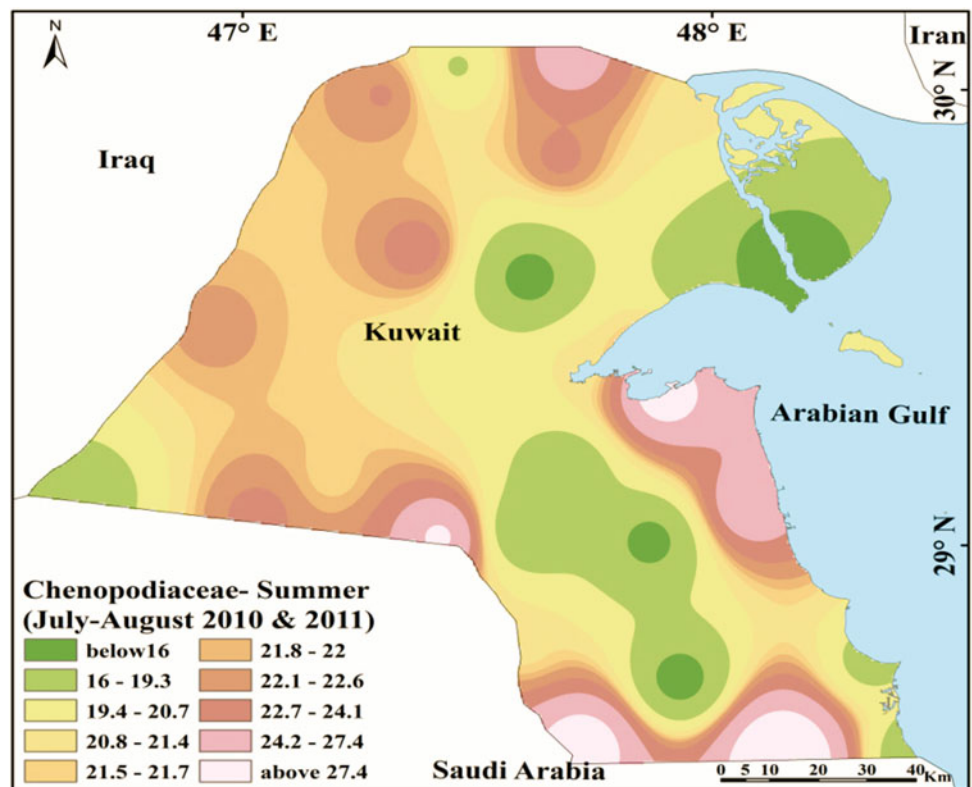 N
47° E
48° E
Iran
30° N
Iraq
Kuwait
Arabian Gulf
29° N
Chenopodiaceae- Summer
(July-August 2010 & 2011)
below16
16 - 19.3
19.4 - 20.7
20.8 - 21.4
21.5 - 21.7
21.8 - 22
22.1 - 22.6
22.7 - 24.1
24.2 - 27.4
above 27.4
Saudi Arabia
0 5 10 20 30 40
Km